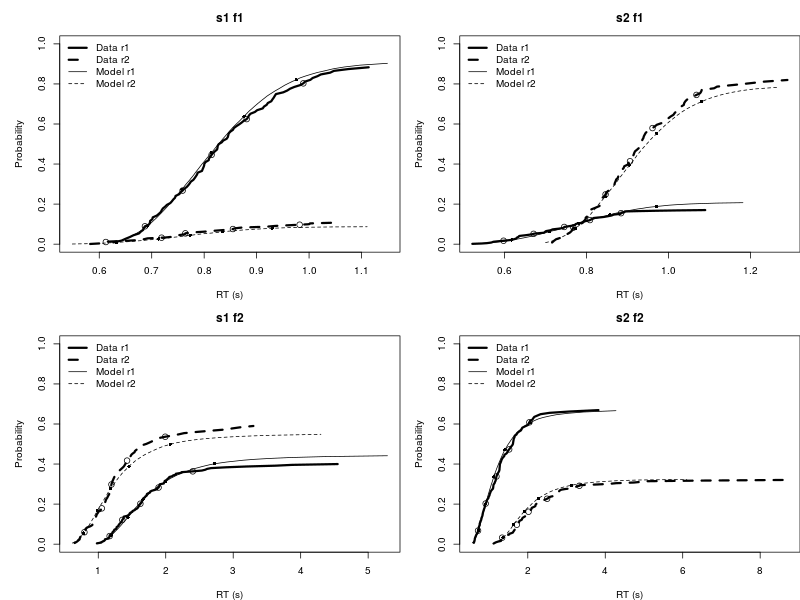 s1 f1
Data r1
Data r2
Model r1
Model r2
Probability
0.0 0.2 0.4 0.6 0.8 1.0
0.6 0.7 0.8 0.9 1.0 1.1
RT (s)
s2 f1
Data r1
Data r2
Model r1
Model r2
Probability
0.0 0.2 0.4 0.6 0.8 1.0
0.6 0.8 1.0 1.2
RT (s)
s1 f2
Data r1
Data r2
Model r1
Model r2
Probability
0.0 0.2 0.4 0.6 0.8 1.0
1 2 3 4 5
RT (s)
s2 f2
Data r1
Data r2
Model r1
Model r2
Probability
0.0 0.2 0.4 0.6 0.8 1.0
2 4 6 8
RT (s)